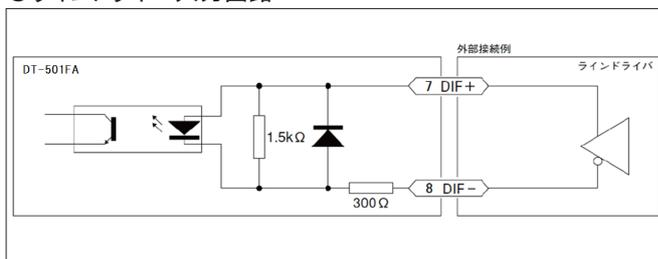 外部接続例
DT-501FA
ラインドライバ
7 DIF+
1.5kΩ
8 DIF-
300Ω